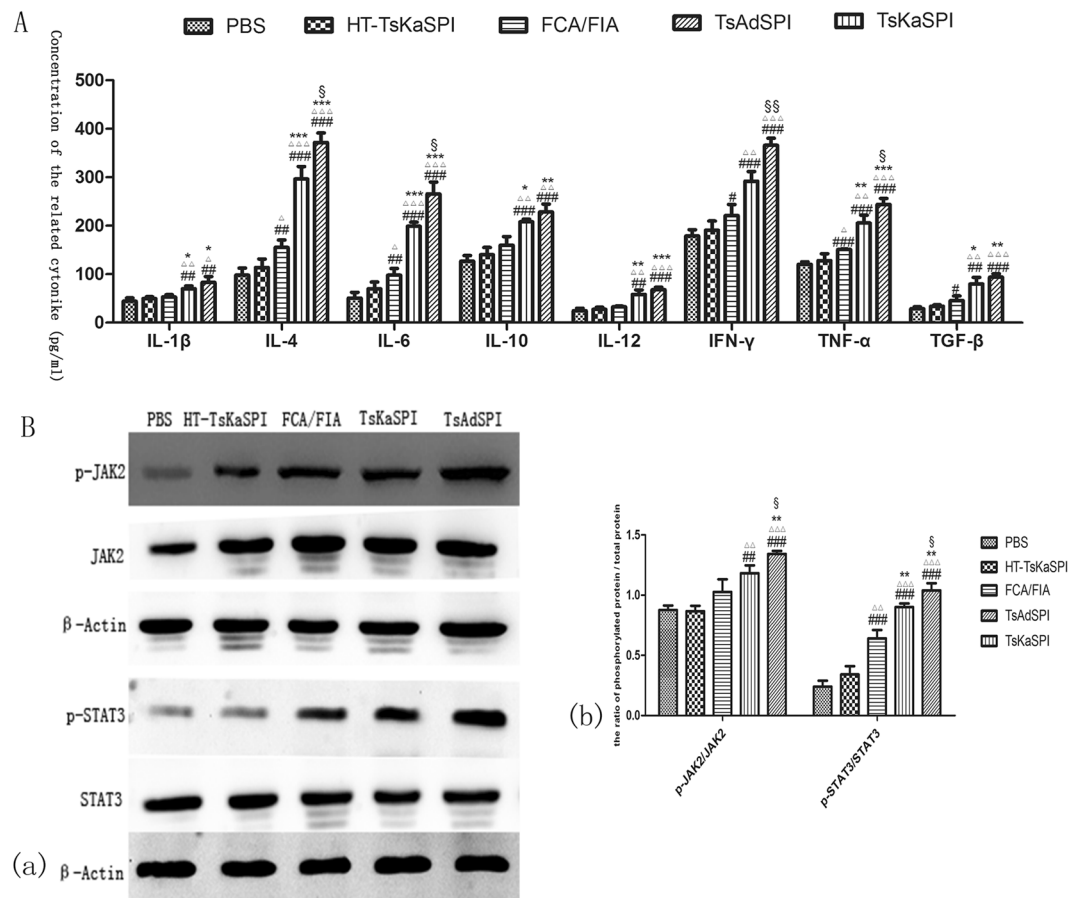 A
PBS HT-TsKaSPI FCA/FIA TsAdSPI TsKaSPI
Concentration of the related cytonike (pg/ml)
500
400
300
200
100
0
* △△ ##
* △ ##
△ ##
*** △△△ ###
§ *** △△△ ###
△ ##
*** △△△ ###
§ *** △△△ ###
* △△ ###
** △△ ###
** △△ ##
*** △△△ ###
#
△△ ###
§§ △△△ ###
△ ###
** △△ ###
§ *** △△△ ###
#
* △△ ##
** △△△ ###
IL-1β IL-4 IL-6 IL-10 IL-12 IFN-γ TNF-α TGF-β
B
PBS HT-TsKaSPI FCA/FIA TsKaSPI TsAdSPI
p-JAK2
JAK2
β-Actin
p-STAT3
STAT3
(a) β-Actin
(b)
the ratio of phosphorylated protein / total protein
1.5
1.0
0.5
0.0
△△ ##
§ ** △△△ ###
△△ ###
** △△△ ###
§ ** △△△ ###
p-JAK2/JAK2
p-STAT3/STAT3
PBS
HT-TsKaSPI
FCA/FIA
TsAdSPI
TsKaSPI